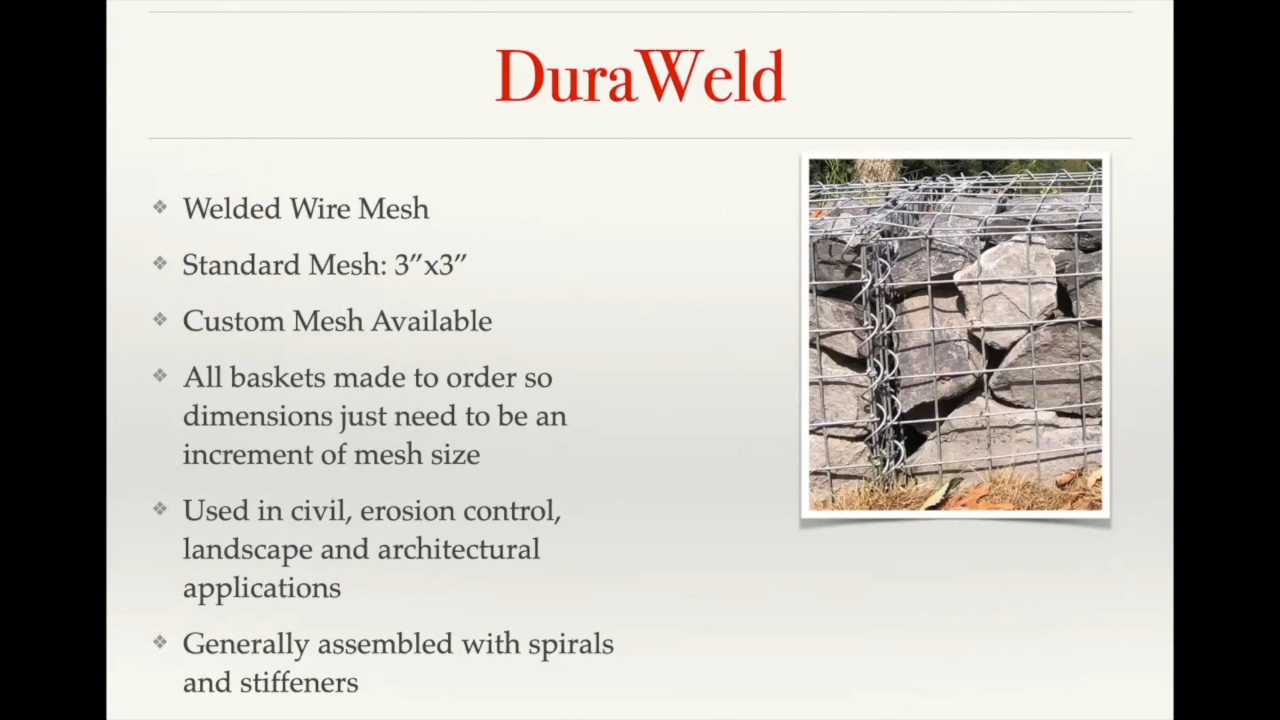 DuraWeld
Welded Wire Mesh
Standard Mesh: 3”x3”
Custom Mesh Available
All baskets made to order so
dimensions just need to be an
increment of mesh size
Used in civil, erosion control,
landscape and architectural
applications
Generally assembled with spirals
and stiffeners